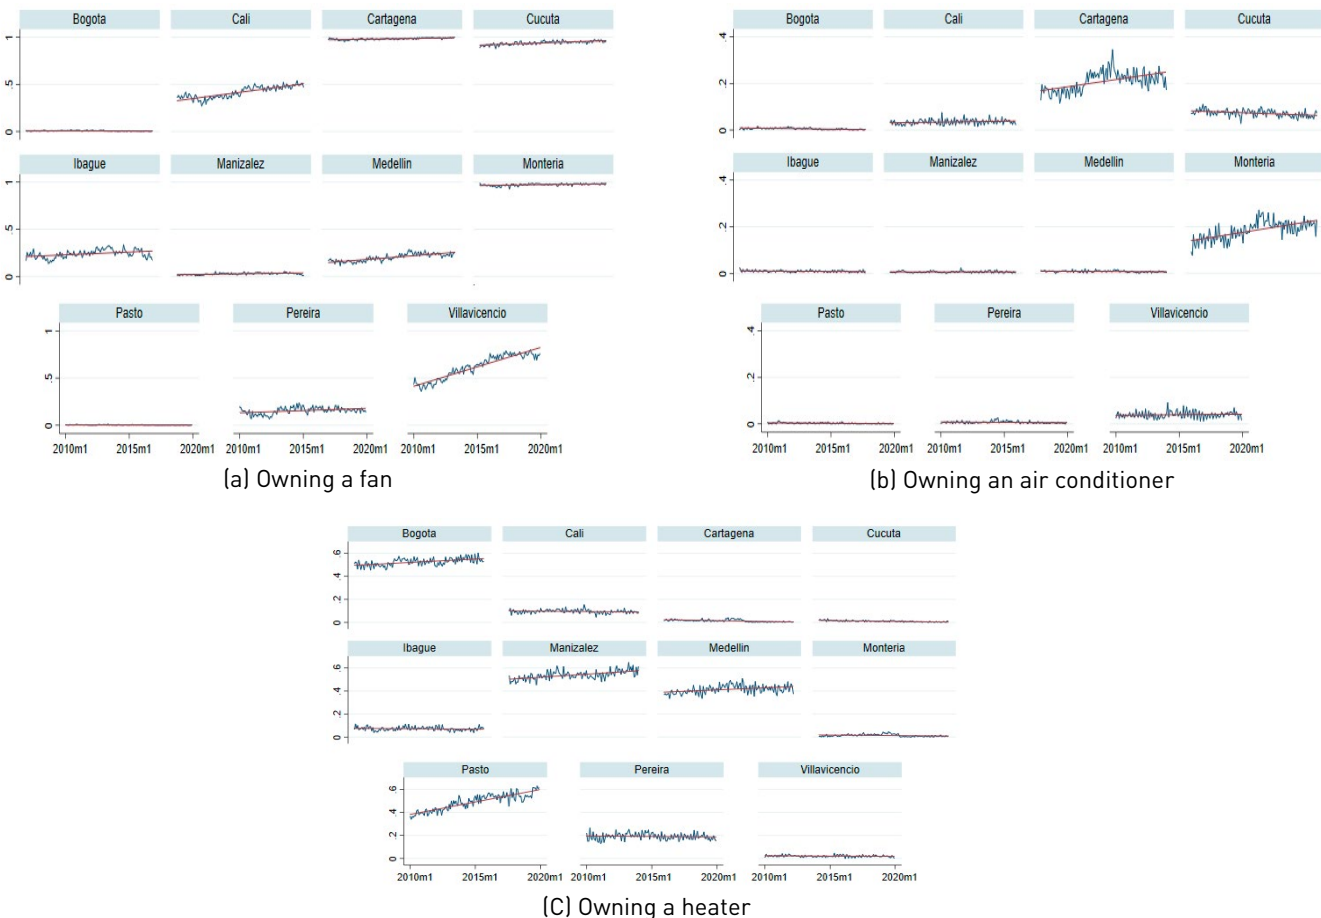 Bogota Cali Cartagena Cucuta
1
.5
0
Ibague Manizalez Medellin Monteria
1
.5
0
Pasto Pereira Villavicencio
1
.5
0
2010m1 2015m1 2020m1 2010m1 2015m1 2020m1 2010m1 2015m1 2020m1
(a) Owning a fan
Bogota Cali Cartagena Cucuta
.4
.2
0
Ibague Manizalez Medellin Monteria
.4
.2
0
Pasto Pereira Villavicencio
.4
.2
0
2010m1 2015m1 2020m1 2010m1 2015m1 2020m1 2010m1 2015m1 2020m1
(b) Owning an air conditioner
Bogota Cali Cartagena Cucuta
.6
.4
.2
0
Ibague Manizalez Medellin Monteria
.6
.4
.2
0
Pasto Pereira Villavicencio
.6
.4
.2
0
2010m1 2015m1 2020m1 2010m1 2015m1 2020m1 2010m1 2015m1 2020m1
(C) Owning a heater